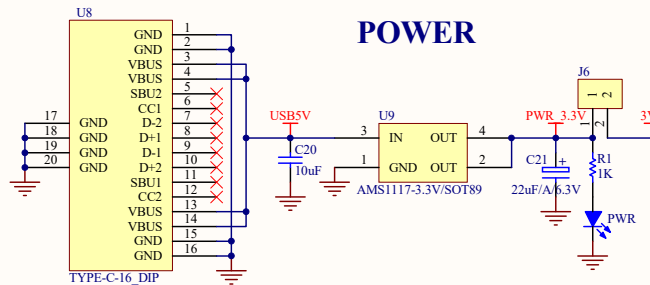 POWER
U8
GND 1
GND 2
VBUS 3
VBUS 4
SBU2 5
CC1 6
17 GND D-2 7
18 GND D+1 8
19 GND D-1 9
20 GND D+2 10
SBU1 11
CC2 12
VBUS 13
VBUS 14
GND 15
GND 16
TYPE-C-16_DIP
USB5V
C20
10uF
U9
3 IN OUT 4
1 GND OUT 2
AMS1117-3.3V/SOT89
PWR_3.3V
C21
+
22uF/A/6.3V
J6
1 2
1 2
3V
R1
1K
PWR